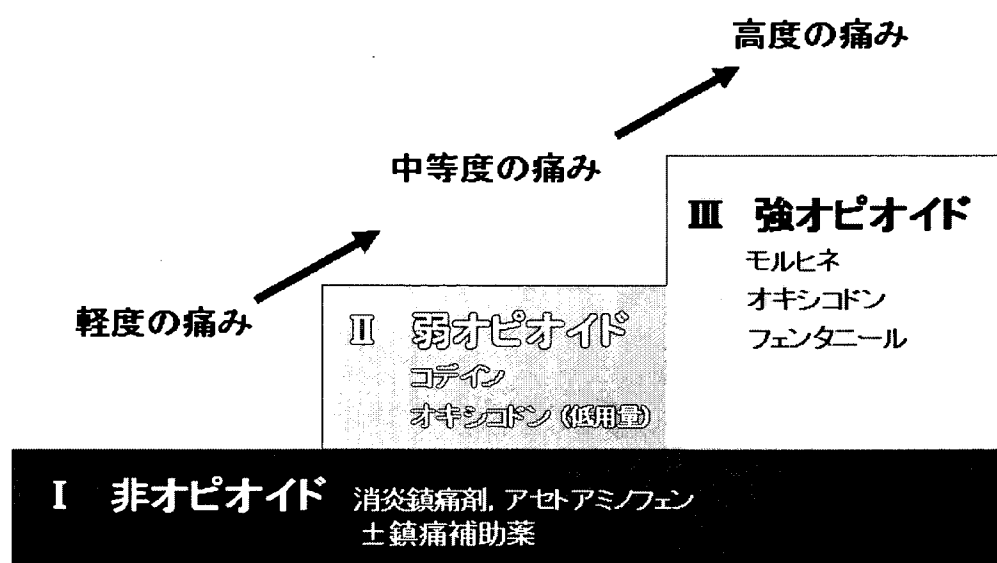 高度の痛み
中等度の痛み
軽度の痛み
Ⅲ 強オピオイド
モルヒネ
オキシコドン
フェンタニール
Ⅱ 弱オピオイド
コデイン
オキシコドン (低用量)
Ⅰ 非オピオイド 消炎鎮痛剤, アセトアミノフェン
±鎮痛補助薬